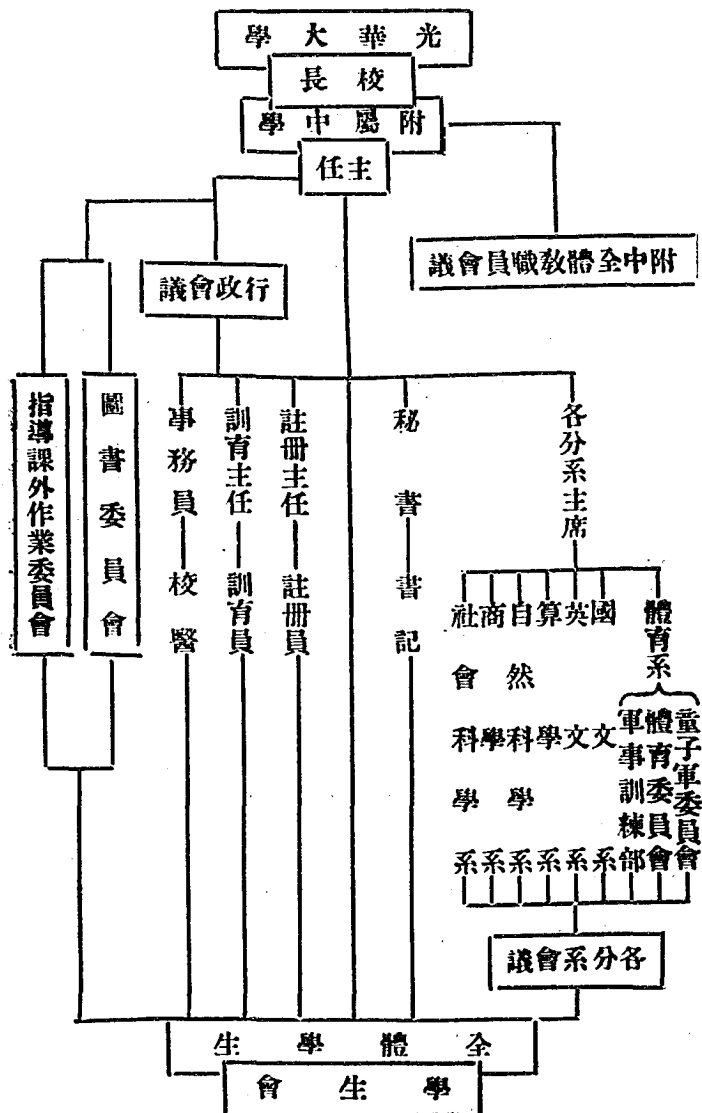 光華大學
校長
附屬中學
主任
附中全體教職員會議
行政會議
各分系主席
秘書 書記
註冊主任 註冊員
訓育主任 訓育員
事務員 校醫
圖書委員會
指導課外作業委員會
體育系
童子軍委員會
體育委員會
軍事訓練部
國文系
英文系
算學系
自然科學系
商學系
社會科學系
各分系會議
全體學生
學生會